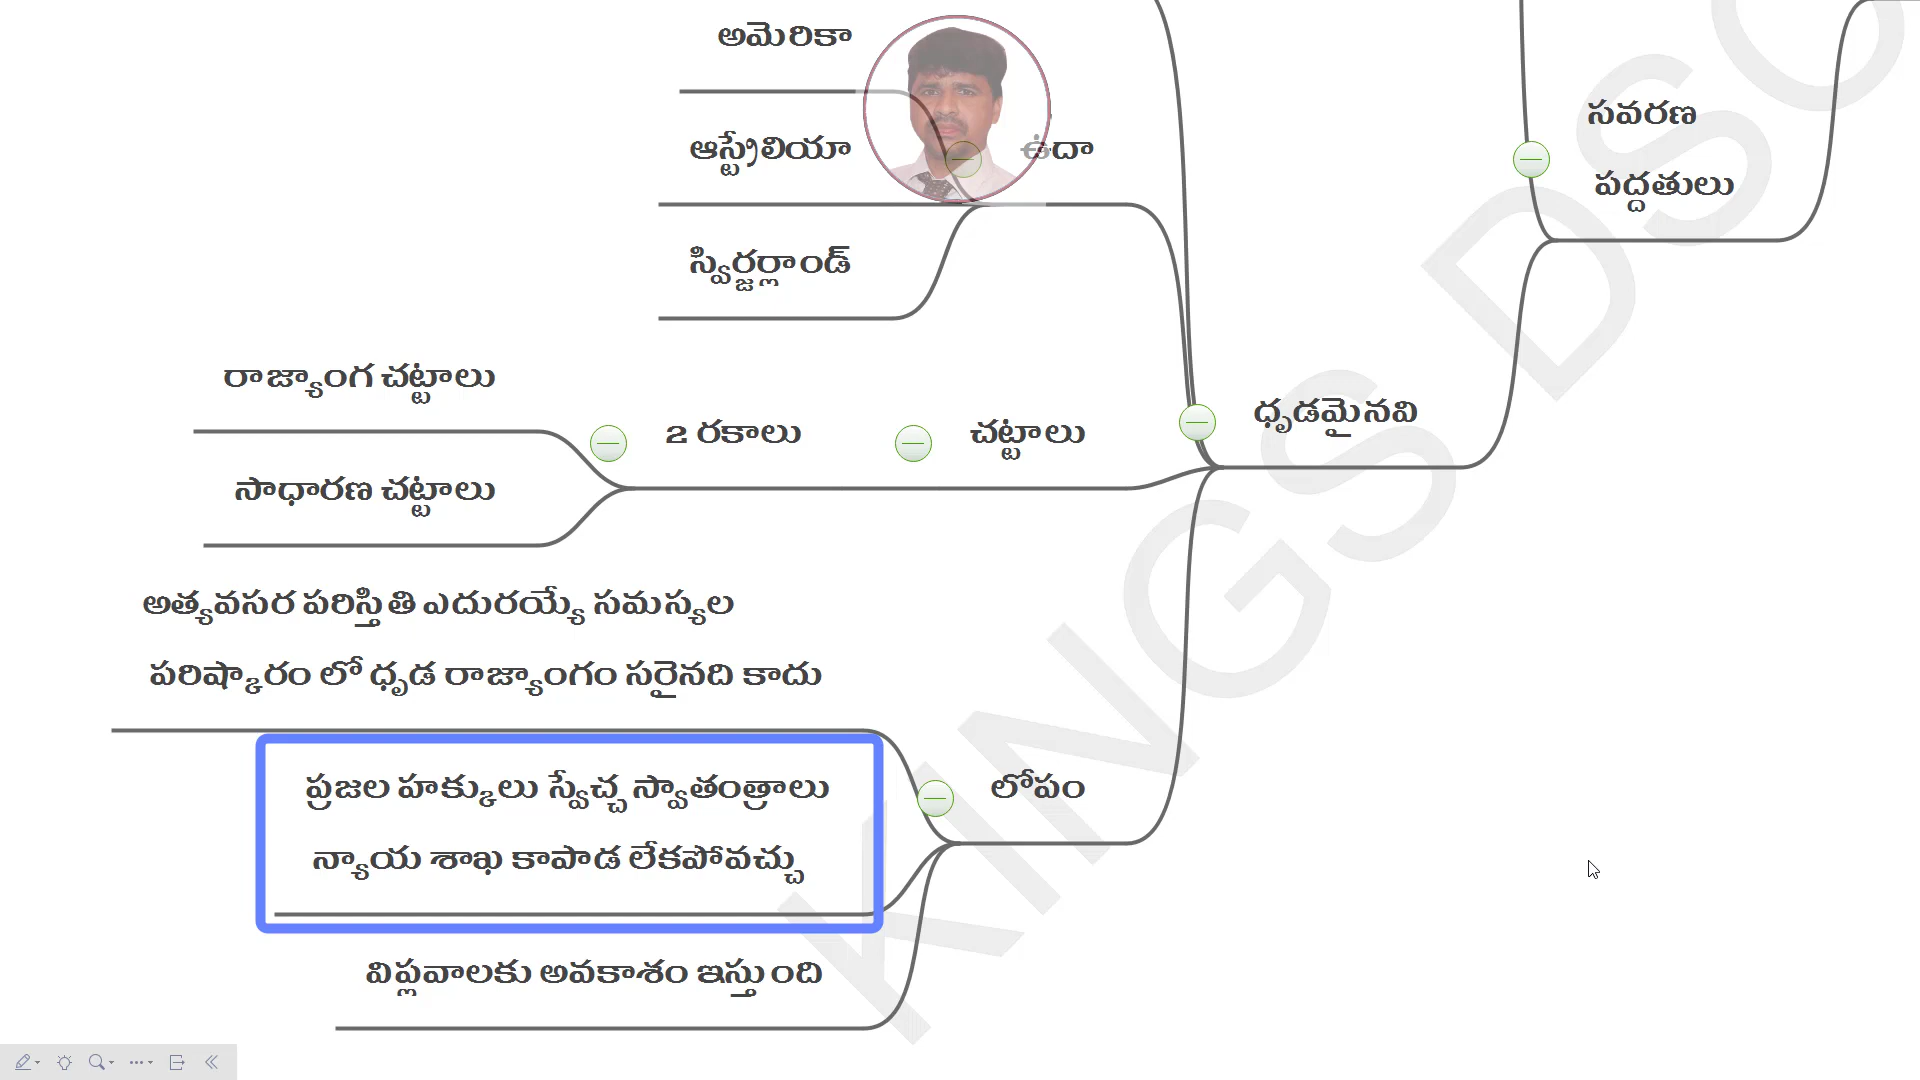 అమెరికా
ఆస్ట్రేలియా
ఉదా
స్విర్జర్లాండ్
సవరణ
పద్దతులు
రాజ్యాంగ చట్టాలు
సాధారణ చట్టాలు
2 రకాలు
చట్టాలు
ధృడమైనవి
అత్యవసర పరిస్తితి ఎదురయ్యే సమస్యల
పరిష్కారం లో ధృడ రాజ్యాంగం సరైనది కాదు
ప్రజల హక్కులు స్వేచ్చ స్వాతంత్రాలు
న్యాయ శాఖ కాపాడ లేకపోవచ్చు
లోపం
విప్లవాలకు అవకాశం ఇస్తుంది
KINGS DSC